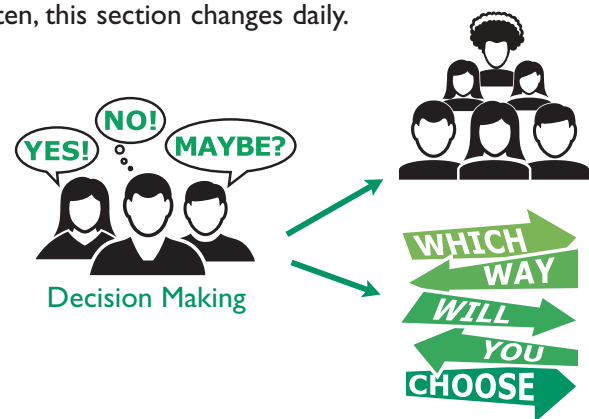 ten, this section changes daily.
NO!
YES!
MAYBE?
Decision Making
WHICH
WAY
WILL
YOU
CHOOSE